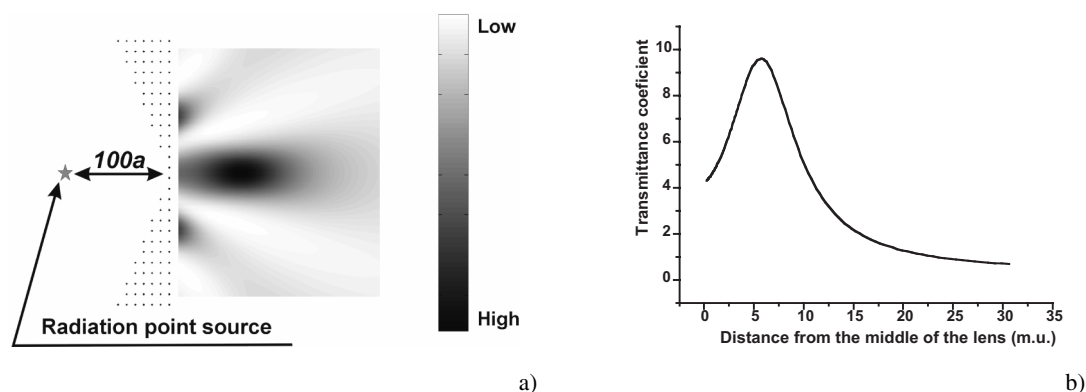 Low
100a
High
Radiation point source
a)
Transmittance coeficient
10
8
6
4
2
0
0 5 10 15 20 25 30 35
Distance from the middle of the lens (m.u.)
b)